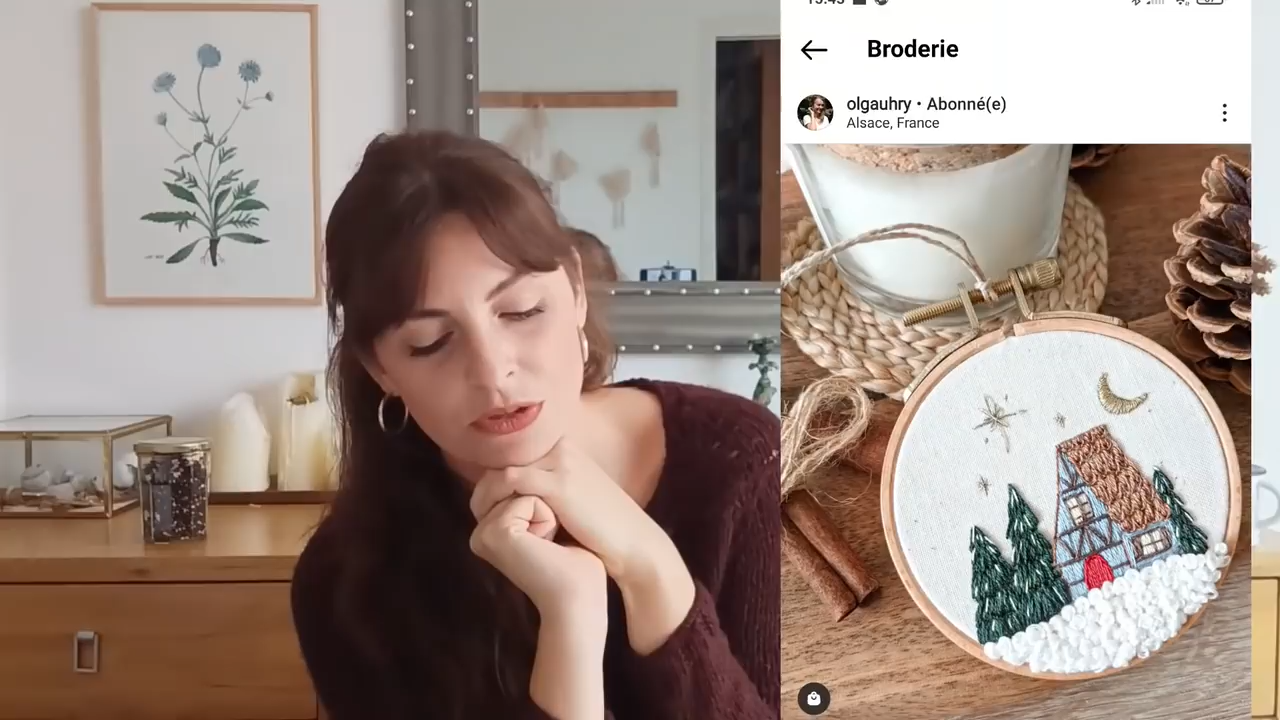 Broderie
olgauhry • Abonné(e)
Alsace, France